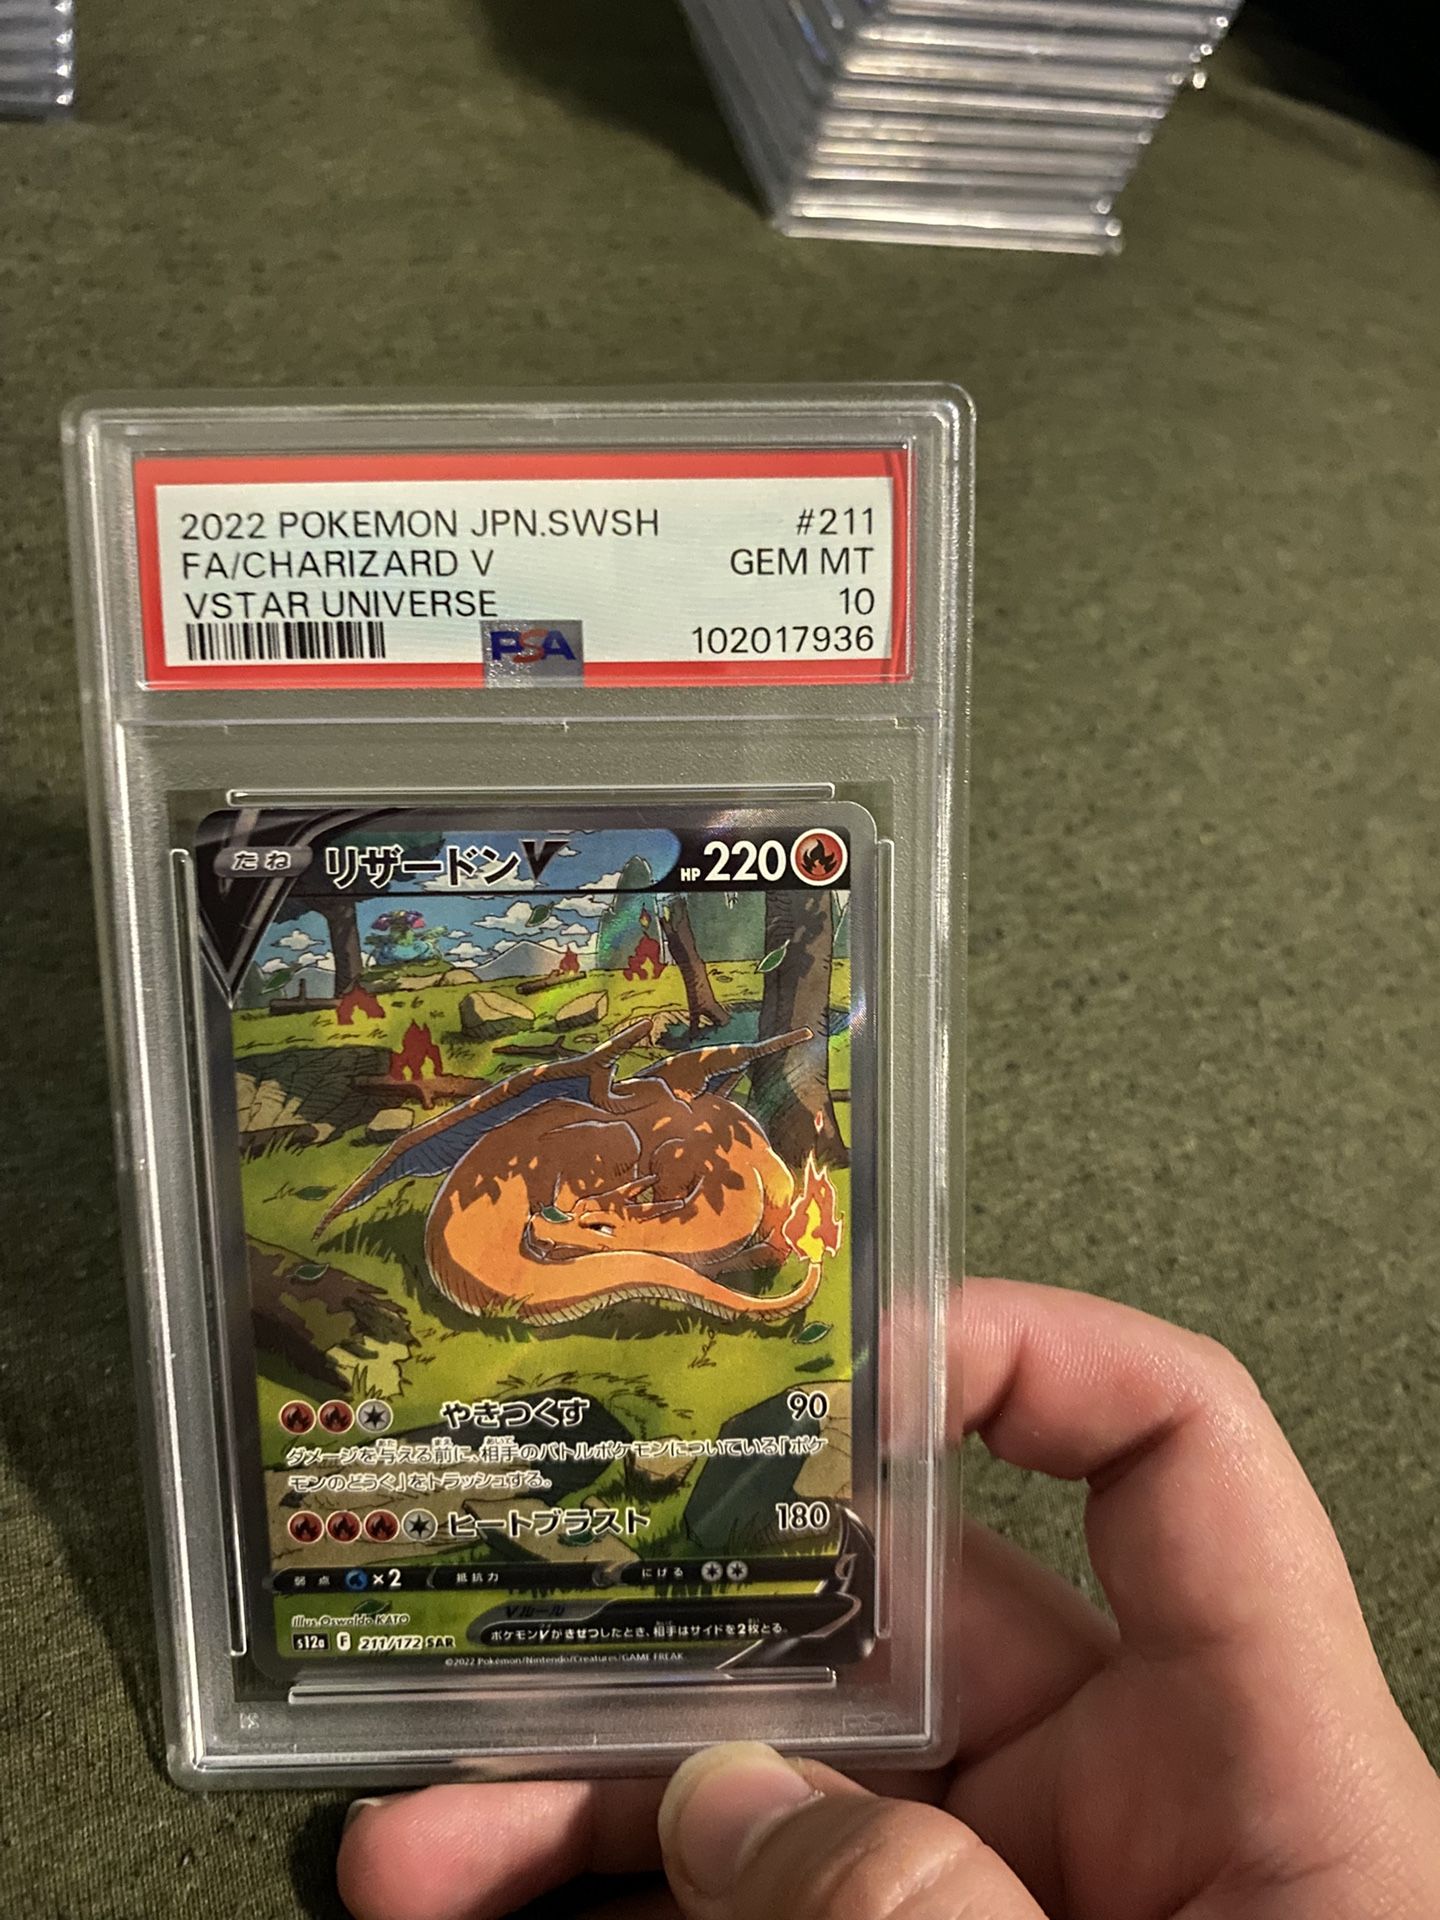 2022 POKEMON JPN.SWSH #211
FA/CHARIZARD V GEM MT
VSTAR UNIVERSE 10
PSA 102017936
たね リザードンV HP 220
やきつくす 90
ダメージを与える前に、相手のバトルポケモンについている「ポケ
モンのどうぐ」をトラッシュする。
ヒートブラスト 180
弱点 ×2 抵抗力 にげる
Illus. Oswaldo KATO
Vルール
ポケモンVがきぜつしたとき、相手はサイドを2枚とる。
s12a F 211/172 SAR
©2022 Pokémon/Nintendo/Creatures/GAME FREAK
PSA